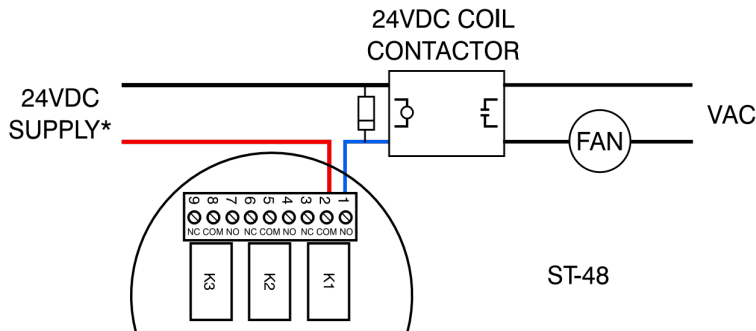 24VDC COIL
CONTACTOR
24VDC
SUPPLY*
VAC
FAN
9 8 7 6 5 4 3 2 1
NC COM NO NC COM NO NC COM NO
K3 K2 K1
ST-48